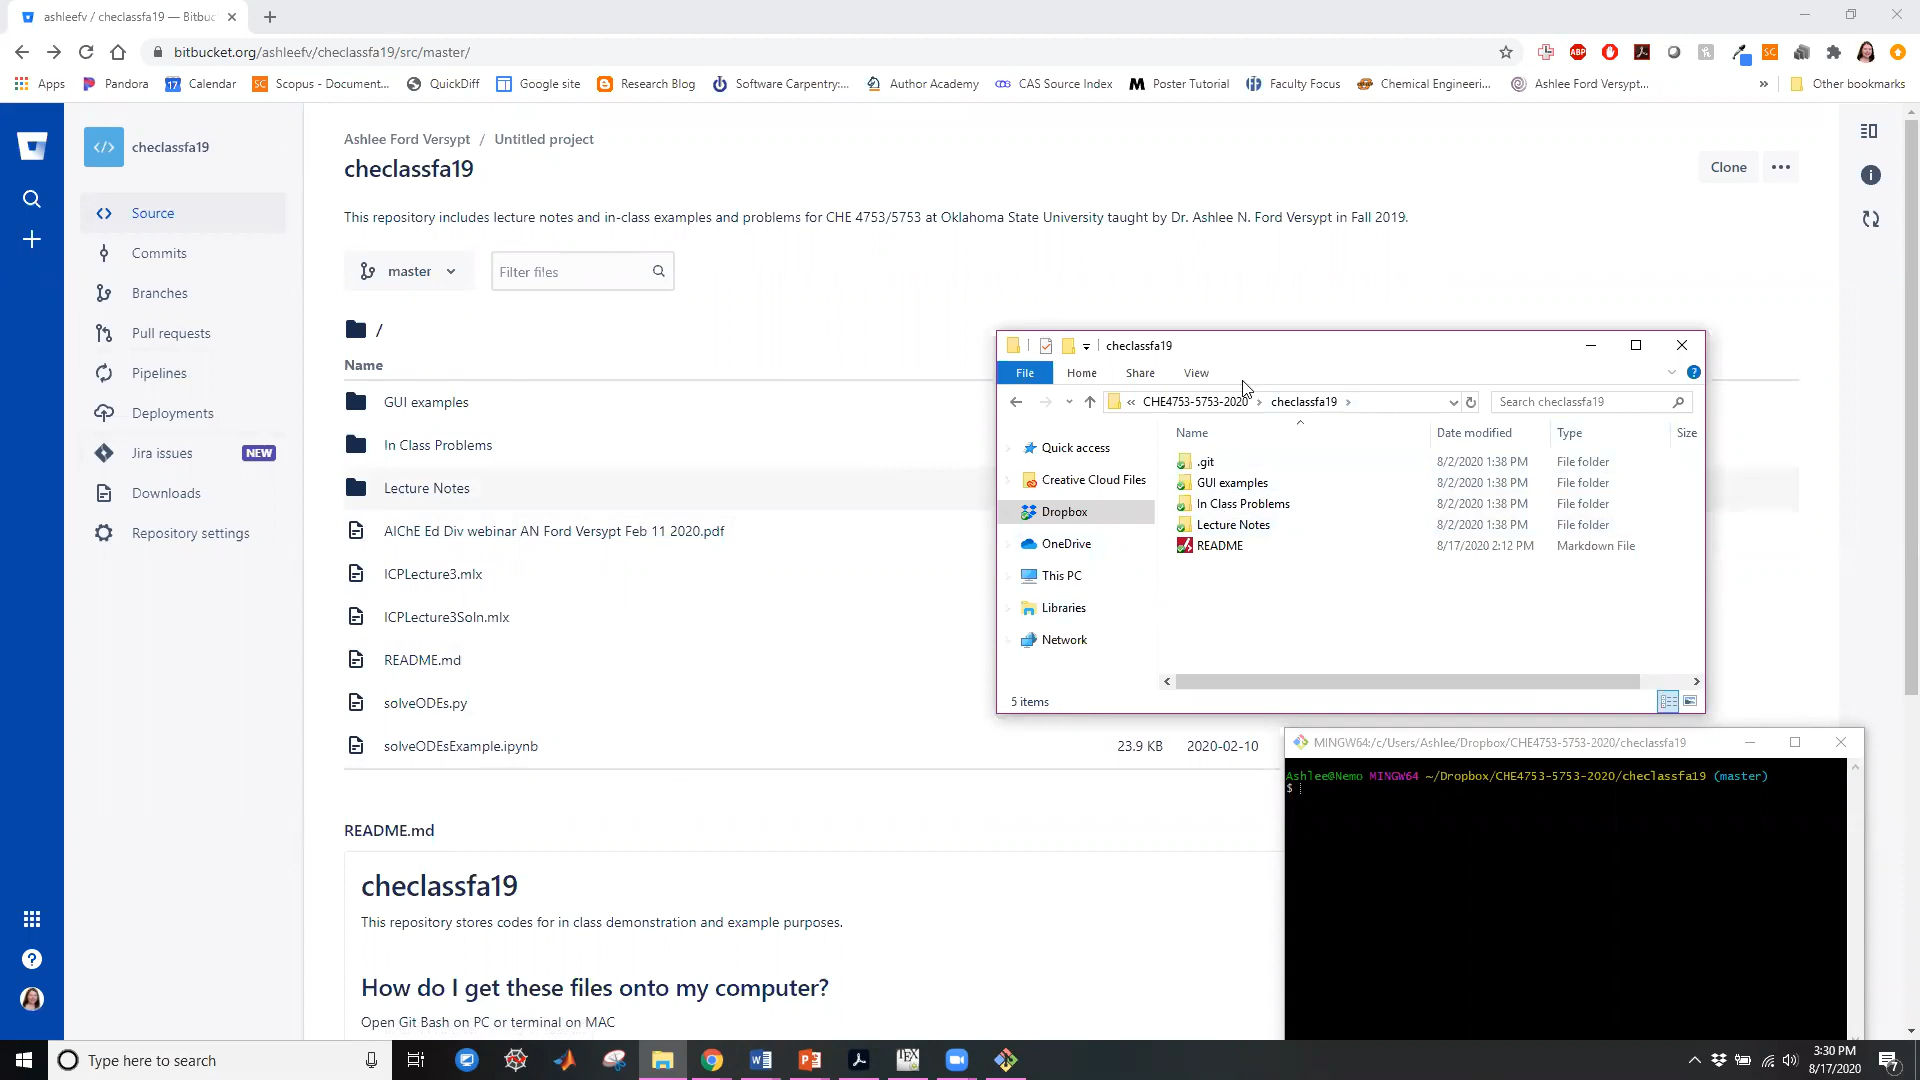 ashleefv / checlassfa19 — Bitbuc
bitbucket.org/ashleefv/checlassfa19/src/master/
Apps
Pandora
Calendar
Scopus - Document...
QuickDiff
Google site
Research Blog
Software Carpentry:...
Author Academy
CAS Source Index
Poster Tutorial
Faculty Focus
Chemical Engineeri...
Ashlee Ford Versypt...
»
Other bookmarks
checlassfa19
Source
Commits
Branches
Pull requests
Pipelines
Deployments
Jira issues NEW
Downloads
Repository settings
Ashlee Ford Versypt / Untitled project
checlassfa19
Clone
This repository includes lecture notes and in-class examples and problems for CHE 4753/5753 at Oklahoma State University taught by Dr. Ashlee N. Ford Versypt in Fall 2019.
master
Filter files
/
Name
GUI examples
In Class Problems
Lecture Notes
AIChE Ed Div webinar AN Ford Versypt Feb 11 2020.pdf
ICPLecture3.mlx
ICPLecture3Soln.mlx
README.md
solveODEs.py
solveODEsExample.ipynb 23.9 KB 2020-02-10
README.md
checlassfa19
This repository stores codes for in class demonstration and example purposes.
How do I get these files onto my computer?
Open Git Bash on PC or terminal on MAC
checlassfa19
File Home Share View
« CHE4753-5753-2020 > checlassfa19 >
Search checlassfa19
Quick access
Creative Cloud Files
Dropbox
OneDrive
This PC
Libraries
Network
Name Date modified Type Size
.git 8/2/2020 1:38 PM File folder
GUI examples 8/2/2020 1:38 PM File folder
In Class Problems 8/2/2020 1:38 PM File folder
Lecture Notes 8/2/2020 1:38 PM File folder
README 8/17/2020 2:12 PM Markdown File
5 items
MINGW64:/c/Users/Ashlee/Dropbox/CHE4753-5753-2020/checlassfa19
Ashlee@Nemo MINGW64 ~/Dropbox/CHE4753-5753-2020/checlassfa19 (master)
$
Type here to search
3:30 PM
8/17/2020